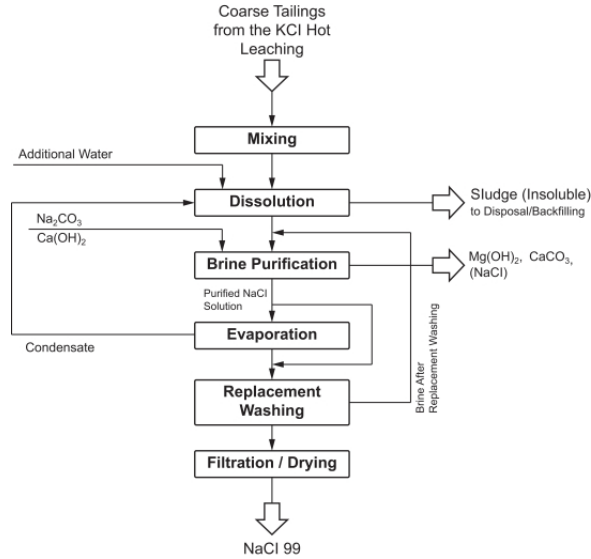 Coarse Tailings
from the KCl Hot
Leaching
Mixing
Additional Water
Dissolution
Sludge (Insoluble)
to Disposal/Backfilling
Na₂CO₃
Ca(OH)₂
Brine Purification
Mg(OH)₂, CaCO₃,
(NaCl)
Purified NaCl
Solution
Evaporation
Condensate
Brine After
Replacement Washing
Replacement
Washing
Filtration / Drying
NaCl 99